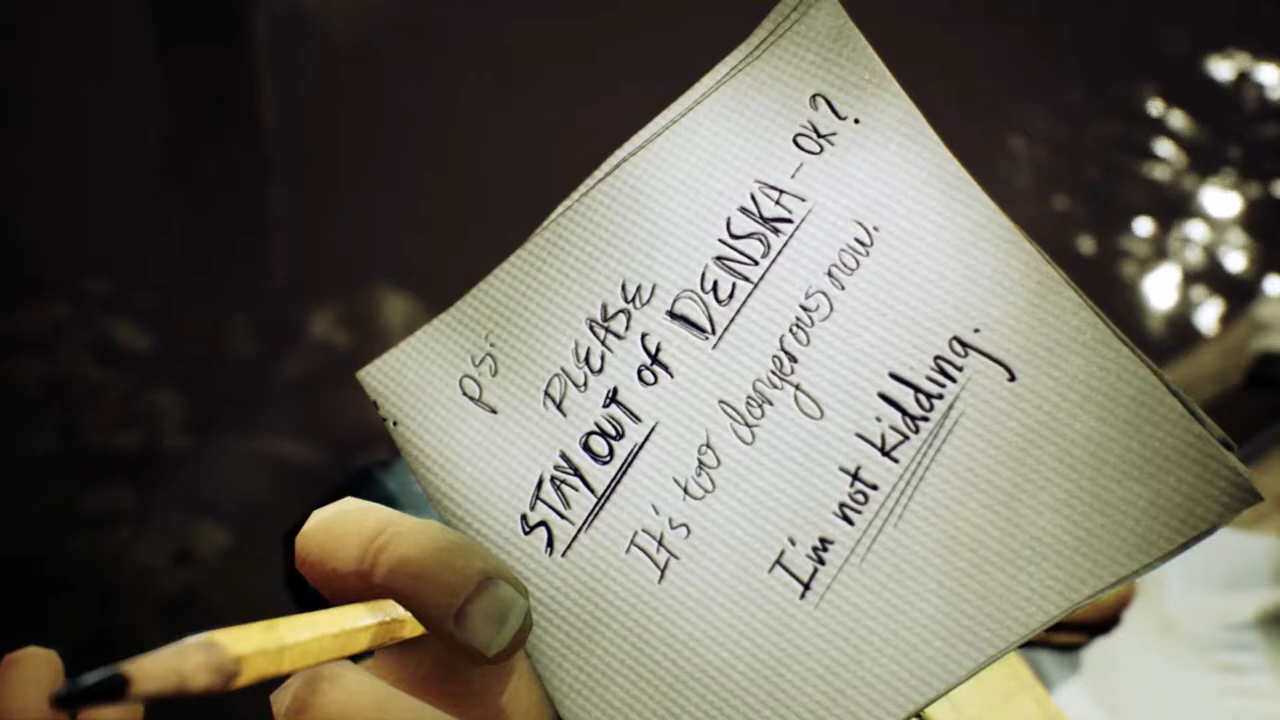 PS:
PLEASE
STAY OUT of DENSKA - OK?
It's too dangerous now.
I'm not kidding.